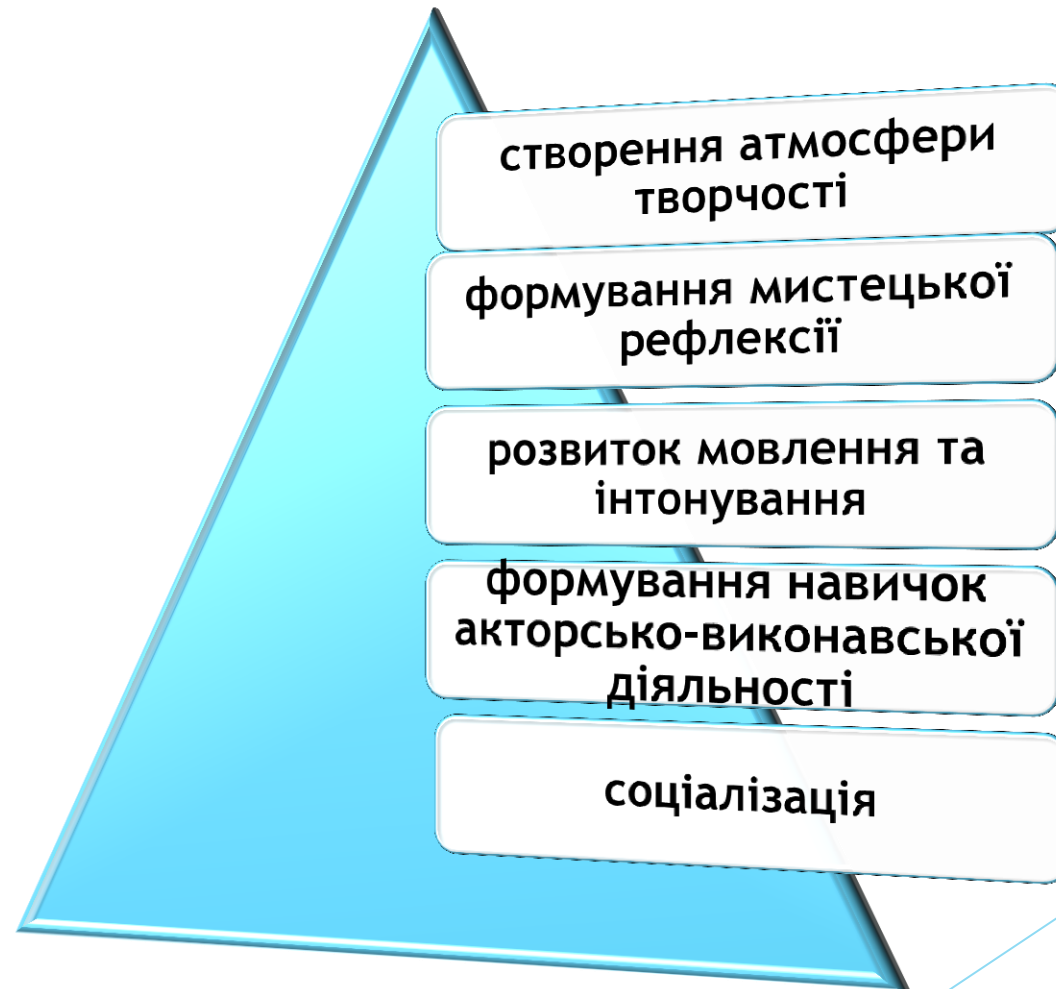 створення атмосфери
творчості
формування мистецької
рефлексії
розвиток мовлення та
інтонування
формування навичок
акторсько-виконавської
діяльності
соціалізація